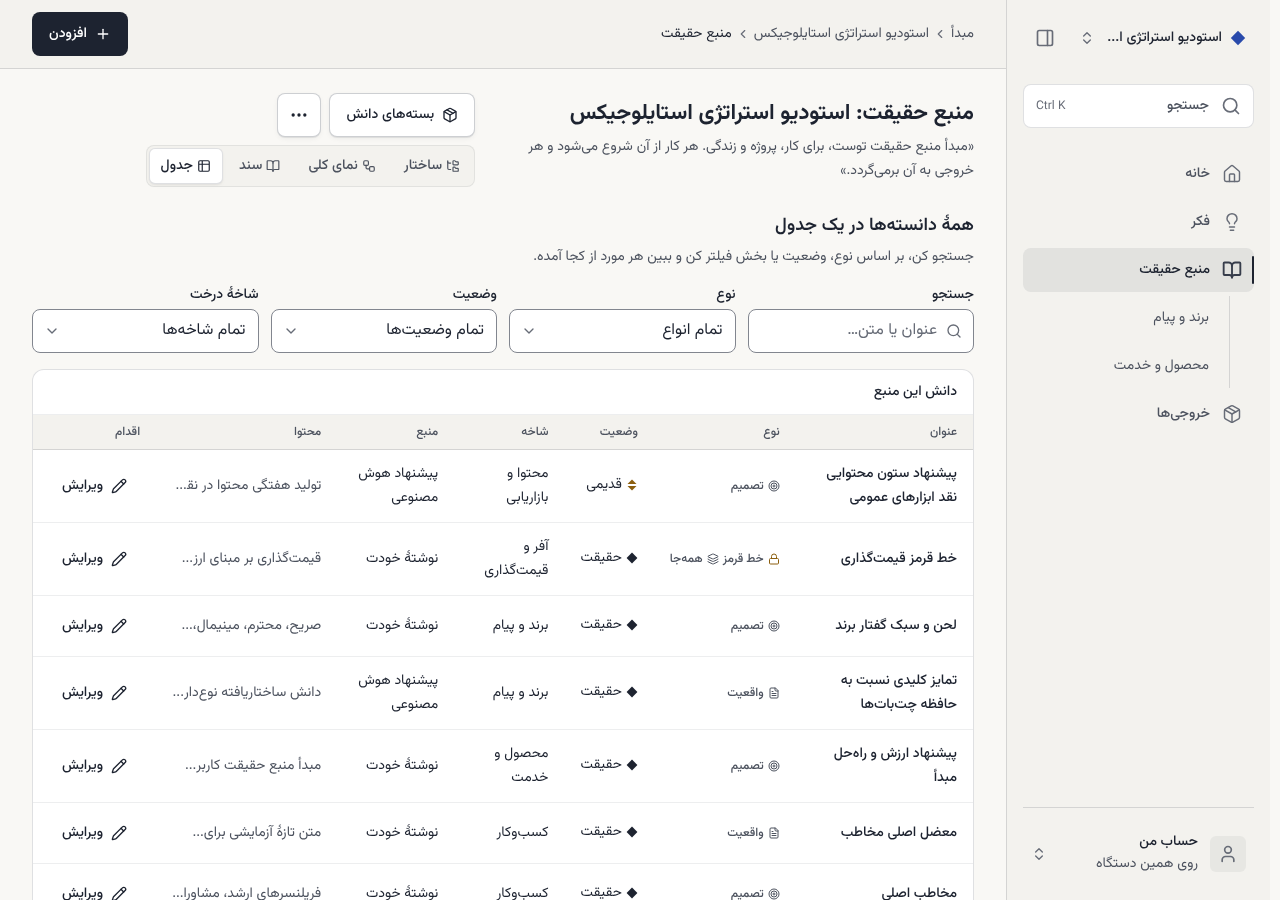 استودیو استراتژی ا...
جستجو
Ctrl K
خانه
فکر
منبع حقیقت
برند و پیام
محصول و خدمت
خروجی‌ها
حساب من
روی همین دستگاه
مبدأ › استودیو استراتژی استایلوجیکس › منبع حقیقت
افزودن
منبع حقیقت: استودیو استراتژی استایلوجیکس
«مبدأ منبع حقیقت توست، برای کار، پروژه و زندگی. هر کار از آن شروع می‌شود و هر
خروجی به آن برمی‌گردد.»
بسته‌های دانش
ساختار نمای کلی سند جدول
همهٔ دانسته‌ها در یک جدول
جستجو کن، بر اساس نوع، وضعیت یا بخش فیلتر کن و ببین هر مورد از کجا آمده.
جستجو نوع وضعیت شاخهٔ درخت
عنوان یا متن... تمام انواع تمام وضعیت‌ها تمام شاخه‌ها
دانش این منبع
عنوان نوع وضعیت شاخه منبع محتوا اقدام
پیشنهاد ستون محتوایی
نقد ابزارهای عمومی
تصمیم
قدیمی
محتوا و
بازاریابی
پیشنهاد هوش
مصنوعی
تولید هفتگی محتوا در نقـ...
ویرایش
خط قرمز قیمت‌گذاری
خط قرمز همه‌جا
حقیقت
آفر و
قیمت‌گذاری
نوشتهٔ خودت
قیمت‌گذاری بر مبنای ارز...
ویرایش
لحن و سبک گفتار برند
تصمیم
حقیقت
برند و پیام
نوشتهٔ خودت
صریح، محترم، مینیمال،...
ویرایش
تمایز کلیدی نسبت به
حافظه چت‌بات‌ها
واقعیت
حقیقت
برند و پیام
پیشنهاد هوش
مصنوعی
دانش ساختاریافته نوع‌دار...
ویرایش
پیشنهاد ارزش و راه‌حل
مبدأ
تصمیم
حقیقت
محصول و
خدمت
نوشتهٔ خودت
مبدأ منبع حقیقت کاربر...
ویرایش
معضل اصلی مخاطب
واقعیت
حقیقت
کسب‌وکار
نوشتهٔ خودت
متن تازهٔ آزمایشی برای...
ویرایش
مخاطب اصلی
تصمیم
حقیقت
کسب‌وکار
نوشتهٔ خودت
فریلنسرهای ارشد، مشاورا...
ویرایش